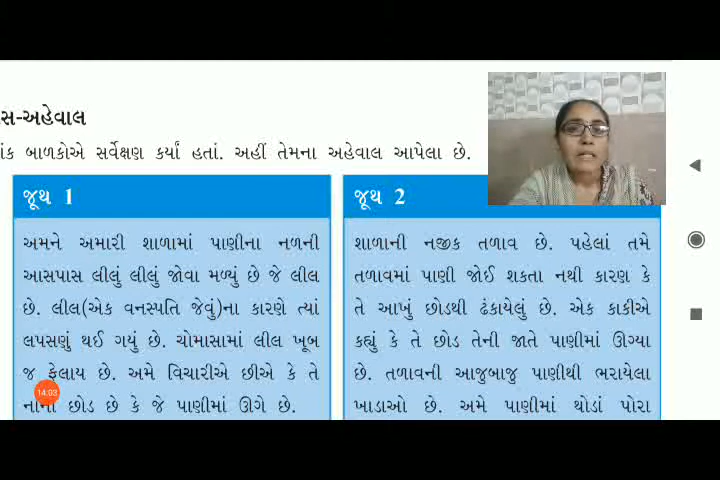 સ-અહેવાલ
ક બાળકોએ સર્વેક્ષણ કર્યાં હતાં. અહીં તેમના અહેવાલ આપેલા છે.
જૂથ 1
અમને અમારી શાળામાં પાણીના નળની
આસપાસ લીલું લીલું જોવા મળ્યું છે જે લીલ
છે. લીલ(એક વનસ્પતિ જેવું)ના કારણે ત્યાં
લપસણું થઈ ગયું છે. ચોમાસામાં લીલ ખૂબ
જ ફેલાય છે. અમે વિચારીએ છીએ કે તે
નાના છોડ છે કે જે પાણીમાં ઊગે છે.
14:03
જૂથ 2
શાળાની નજીક તળાવ છે. પહેલાં તમે
તળાવમાં પાણી જોઈ શકતા નથી કારણ કે
તે આખું છોડથી ઢંકાયેલું છે. એક કાકીએ
કહ્યું કે તે છોડ તેની જાતે પાણીમાં ઊગ્યા
છે. તળાવની આજુબાજુ પાણીથી ભરાયેલા
ખાડાઓ છે. અમે પાણીમાં થોડાં પોરા